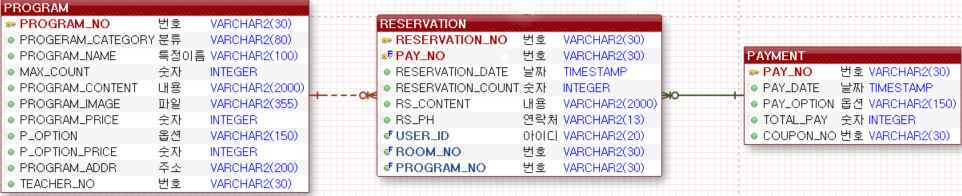 PROGRAM
PROGRAM_NO 번호 VARCHAR2(30)
PROGERAM_CATEGORY 분류 VARCHAR2(80)
PROGRAM_NAME 특정이름 VARCHAR2(100)
MAX_COUNT 숫자 INTEGER
PROGRAM_CONTENT 내용 VARCHAR2(2000)
PROGRAM_IMAGE 파일 VARCHAR2(355)
PROGRAM_PRICE 숫자 INTEGER
P_OPTION 옵션 VARCHAR2(150)
P_OPTION_PRICE 숫자 INTEGER
PROGRAM_ADDR 주소 VARCHAR2(200)
TEACHER_NO 번호 VARCHAR2(30)
RESERVATION
RESERVATION_NO 번호 VARCHAR2(30)
PAY_NO 번호 VARCHAR2(30)
RESERVATION_DATE 날짜 TIMESTAMP
RESERVATION_COUNT 숫자 INTEGER
RS_CONTENT 내용 VARCHAR2(2000)
RS_PH 연락처 VARCHAR2(13)
USER_ID 아이디 VARCHAR2(20)
ROOM_NO 번호 VARCHAR2(30)
PROGRAM_NO 번호 VARCHAR2(30)
PAYMENT
PAY_NO 번호 VARCHAR2(30)
PAY_DATE 날짜 TIMESTAMP
PAY_OPTION 옵션 VARCHAR2(150)
TOTAL_PAY 숫자 INTEGER
COUPON_NO 번호 VARCHAR2(30)